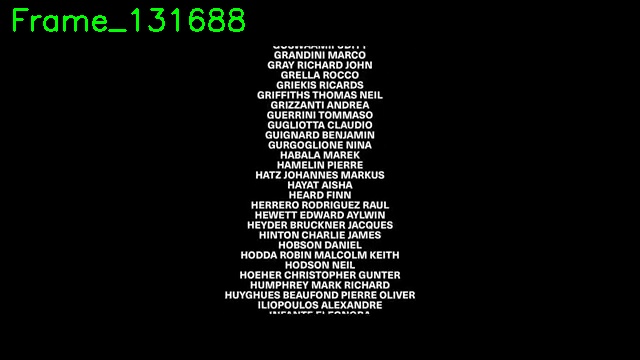 Frame_131688
GRANDINI MARCO
GRAY RICHARD JOHN
GRELLA ROCCO
GRIEKIS RICARDS
GRIFFITHS THOMAS NEIL
GRIZZANTI ANDREA
GUERRINI TOMMASO
GUGLIOTTA CLAUDIO
GUIGNARD BENJAMIN
GURGOGLIONE NINA
HABALA MAREK
HAMELIN PIERRE
HATZ JOHANNES MARKUS
HAYAT AISHA
HEARD FINN
HERRERO RODRIGUEZ RAUL
HEWETT EDWARD AYLWIN
HEYDER BRUCKNER JACQUES
HINTON CHARLIE JAMES
HOBSON DANIEL
HODDA ROBIN MALCOLM KEITH
HODSON NEIL
HOEHER CHRISTOPHER GUNTER
HUMPHREY MARK RICHARD
HUYGHUES BEAUFOND PIERRE OLIVER
ILIOPOULOS ALEXANDRE
INFANTE ELEONORA